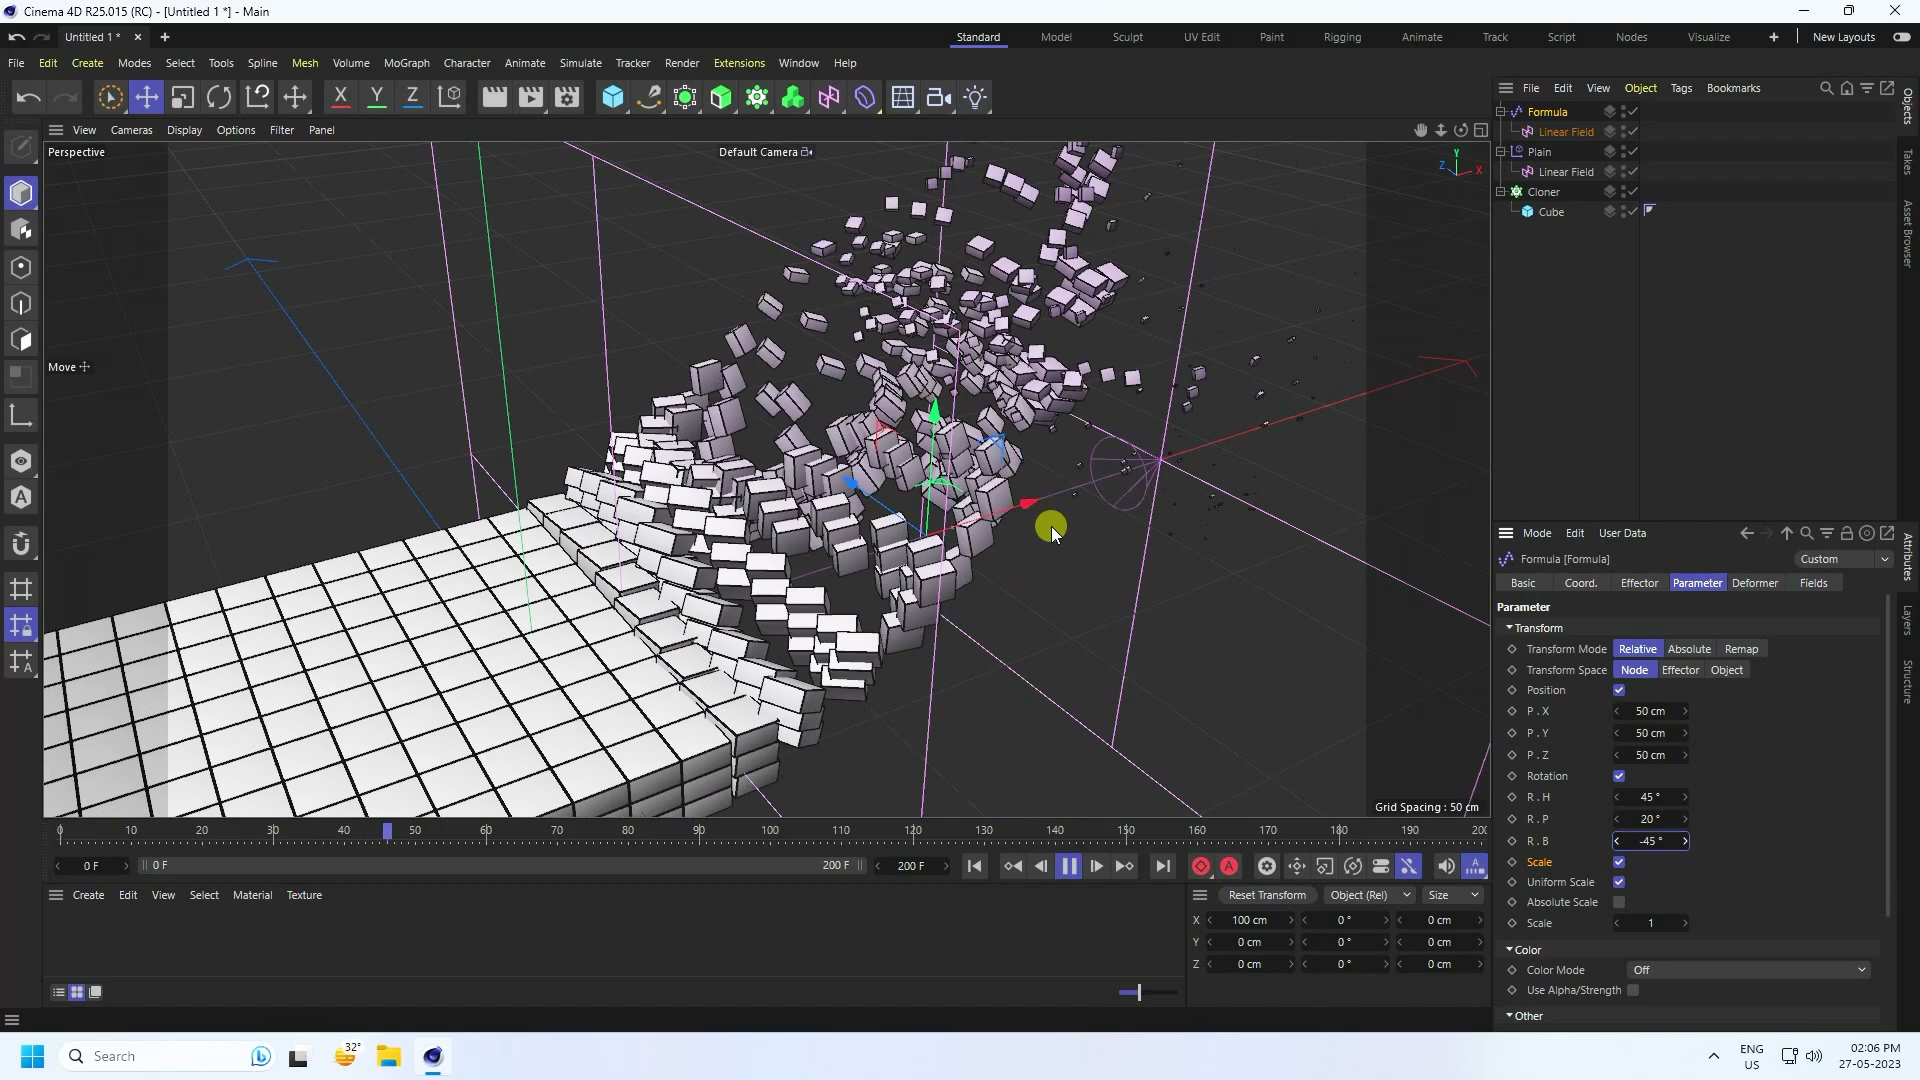 Cinema 4D R25.015 (RC) - [Untitled 1 *] - Main
Untitled 1 *
Standard Model Sculpt UV Edit Paint Rigging Animate Track Script Nodes Visualize New Layouts
File Edit Create Modes Select Tools Spline Mesh Volume MoGraph Character Animate Simulate Tracker Render Extensions Window Help
X Y Z
File Edit View Object Tags Bookmarks
View Cameras Display Options Filter Panel
Perspective
Default Camera
Y
Z
X
Move
Formula
Linear Field
Plain
Linear Field
Cloner
Cube
Objects
Takes
Asset Browser
Mode Edit User Data
Formula [Formula]
Custom
Basic Coord. Effector Parameter Deformer Fields
Parameter
Transform
Transform Mode Relative Absolute Remap
Transform Space Node Effector Object
Position
P . X 50 cm
P . Y 50 cm
P . Z 50 cm
Rotation
R . H 45 °
R . P 20 °
R . B -45 °
Scale
Uniform Scale
Absolute Scale
Scale 1
Color
Color Mode Off
Use Alpha/Strength
Other
Attributes
Layers
Structure
Grid Spacing : 50 cm
0 10 20 30 40 50 60 70 80 90 100 110 120 130 140 150 160 170 180 190 200
0 F 0 F 200 F 200 F
Create Edit View Select Material Texture
Reset Transform Object (Rel) Size
X 100 cm 0 ° 0 cm
Y 0 cm 0 ° 0 cm
Z 0 cm 0 ° 0 cm
Search
32°
ENG
US
02:06 PM
27-05-2023